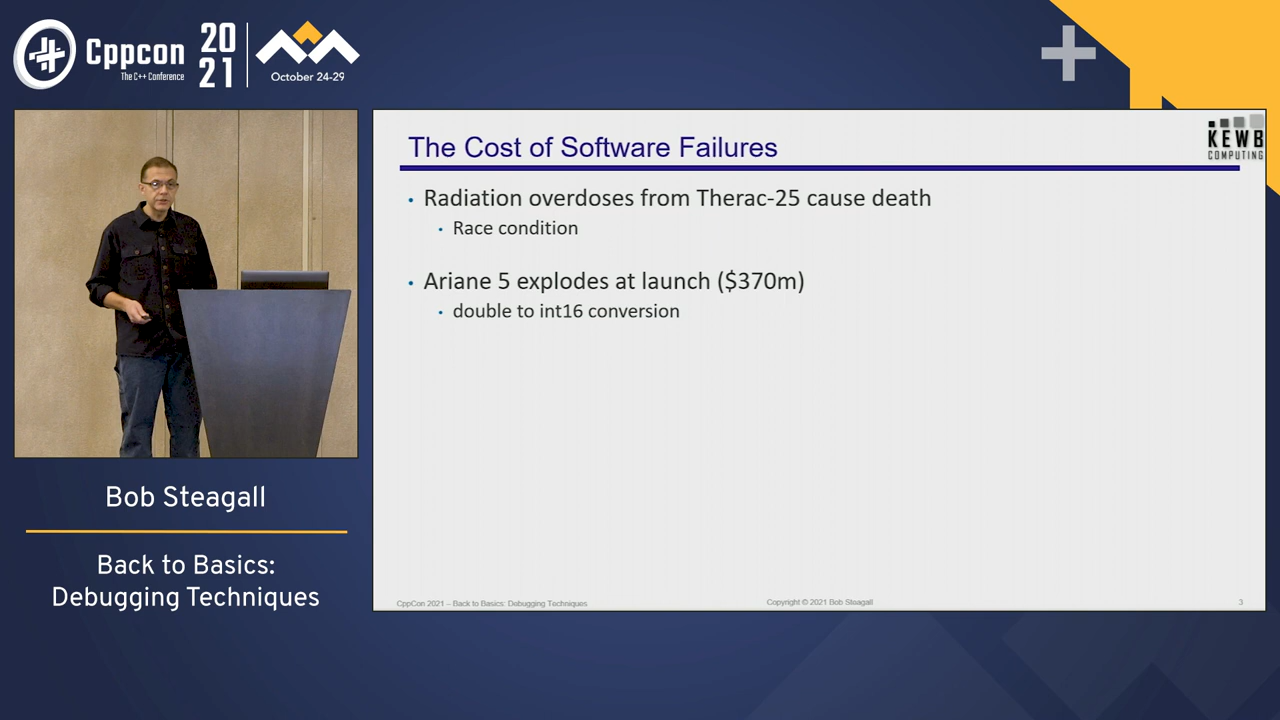 Cppcon
The C++ Conference
20
21
October 24-29
The Cost of Software Failures
KEWB
COMPUTING
• Radiation overdoses from Therac-25 cause death
• Race condition
• Ariane 5 explodes at launch ($370m)
• double to int16 conversion
CppCon 2021 – Back to Basics: Debugging Techniques
Copyright © 2021 Bob Steagall
3
Bob Steagall
Back to Basics:
Debugging Techniques